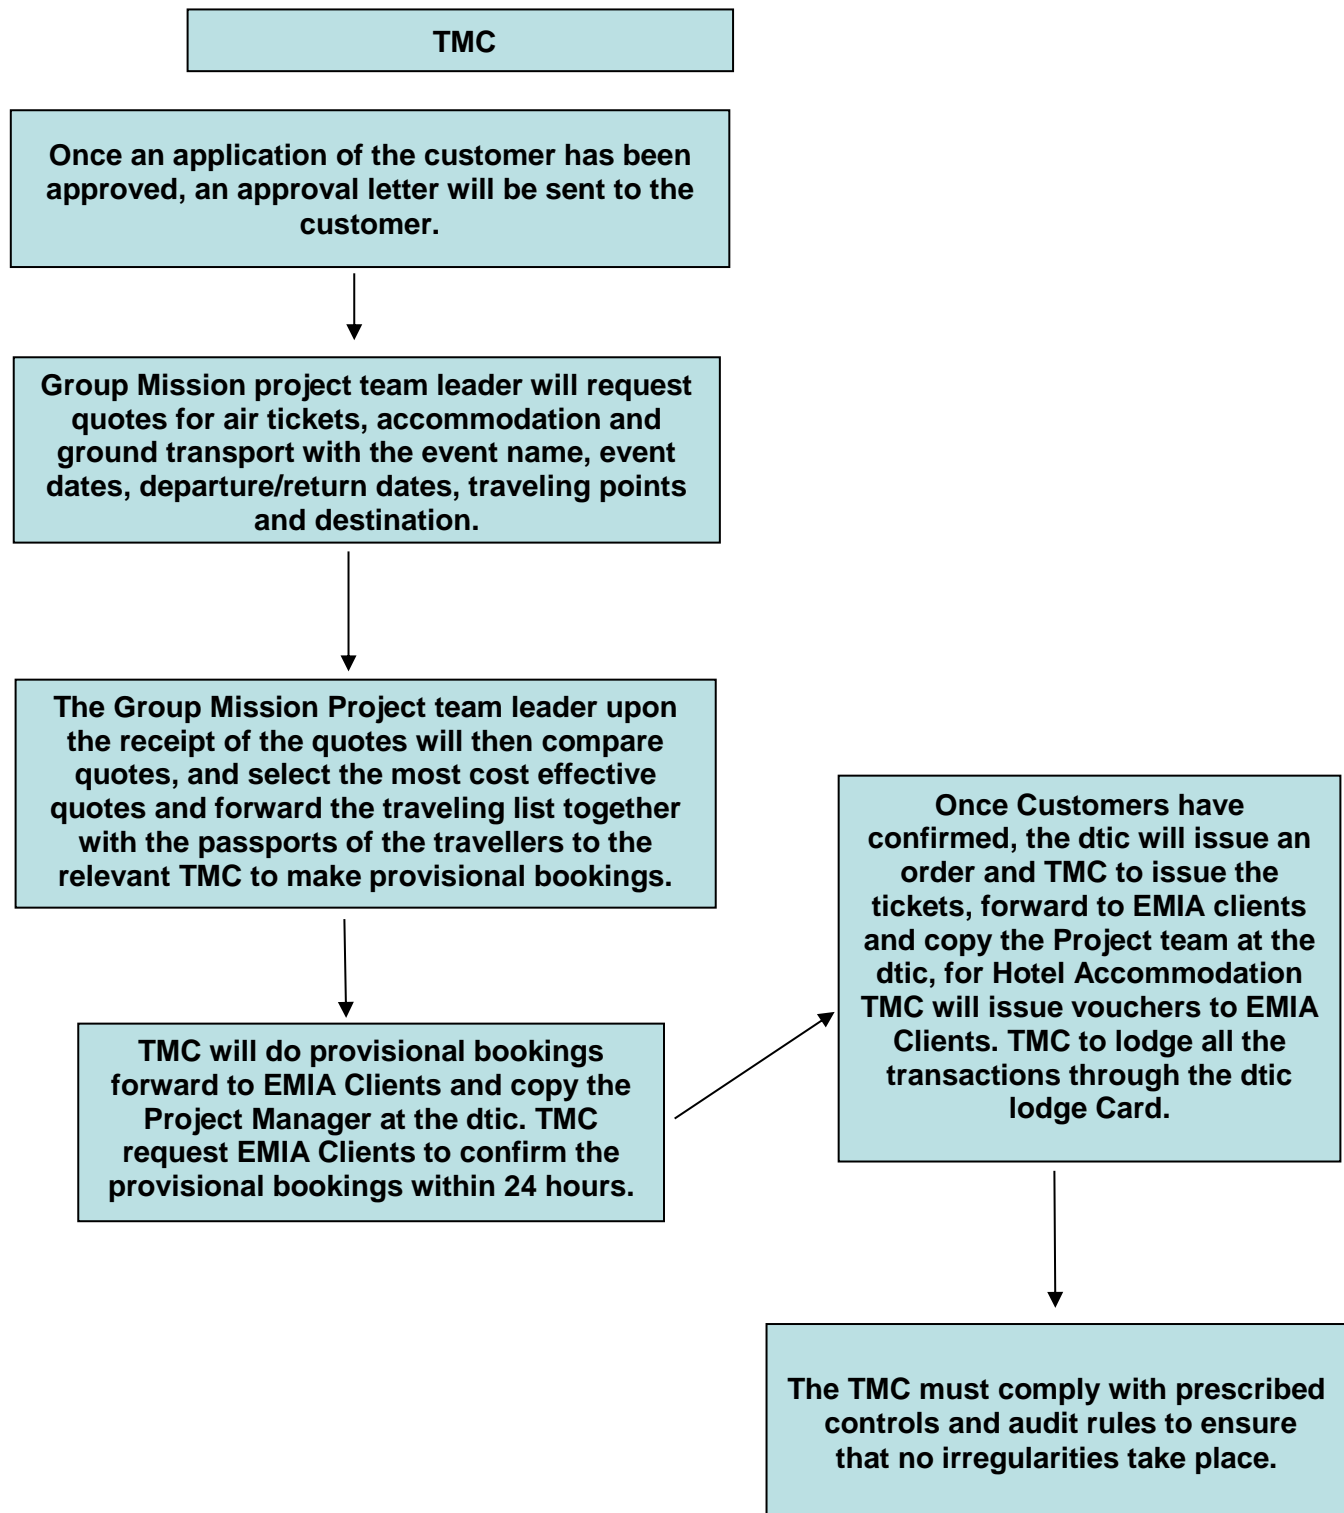 TMC
Once an application of the customer has been
approved, an approval letter will be sent to the
customer.
Group Mission project team leader will request
quotes for air tickets, accommodation and
ground transport with the event name, event
dates, departure/return dates, traveling points
and destination.
The Group Mission Project team leader upon
the receipt of the quotes will then compare
quotes, and select the most cost effective
quotes and forward the traveling list together
with the passports of the travellers to the
relevant TMC to make provisional bookings.
TMC will do provisional bookings
forward to EMIA Clients and copy the
Project Manager at the dtic. TMC
request EMIA Clients to confirm the
provisional bookings within 24 hours.
Once Customers have
confirmed, the dtic will issue an
order and TMC to issue the
tickets, forward to EMIA clients
and copy the Project team at the
dtic, for Hotel Accommodation
TMC will issue vouchers to EMIA
Clients. TMC to lodge all the
transactions through the dtic
lodge Card.
The TMC must comply with prescribed
controls and audit rules to ensure
that no irregularities take place.